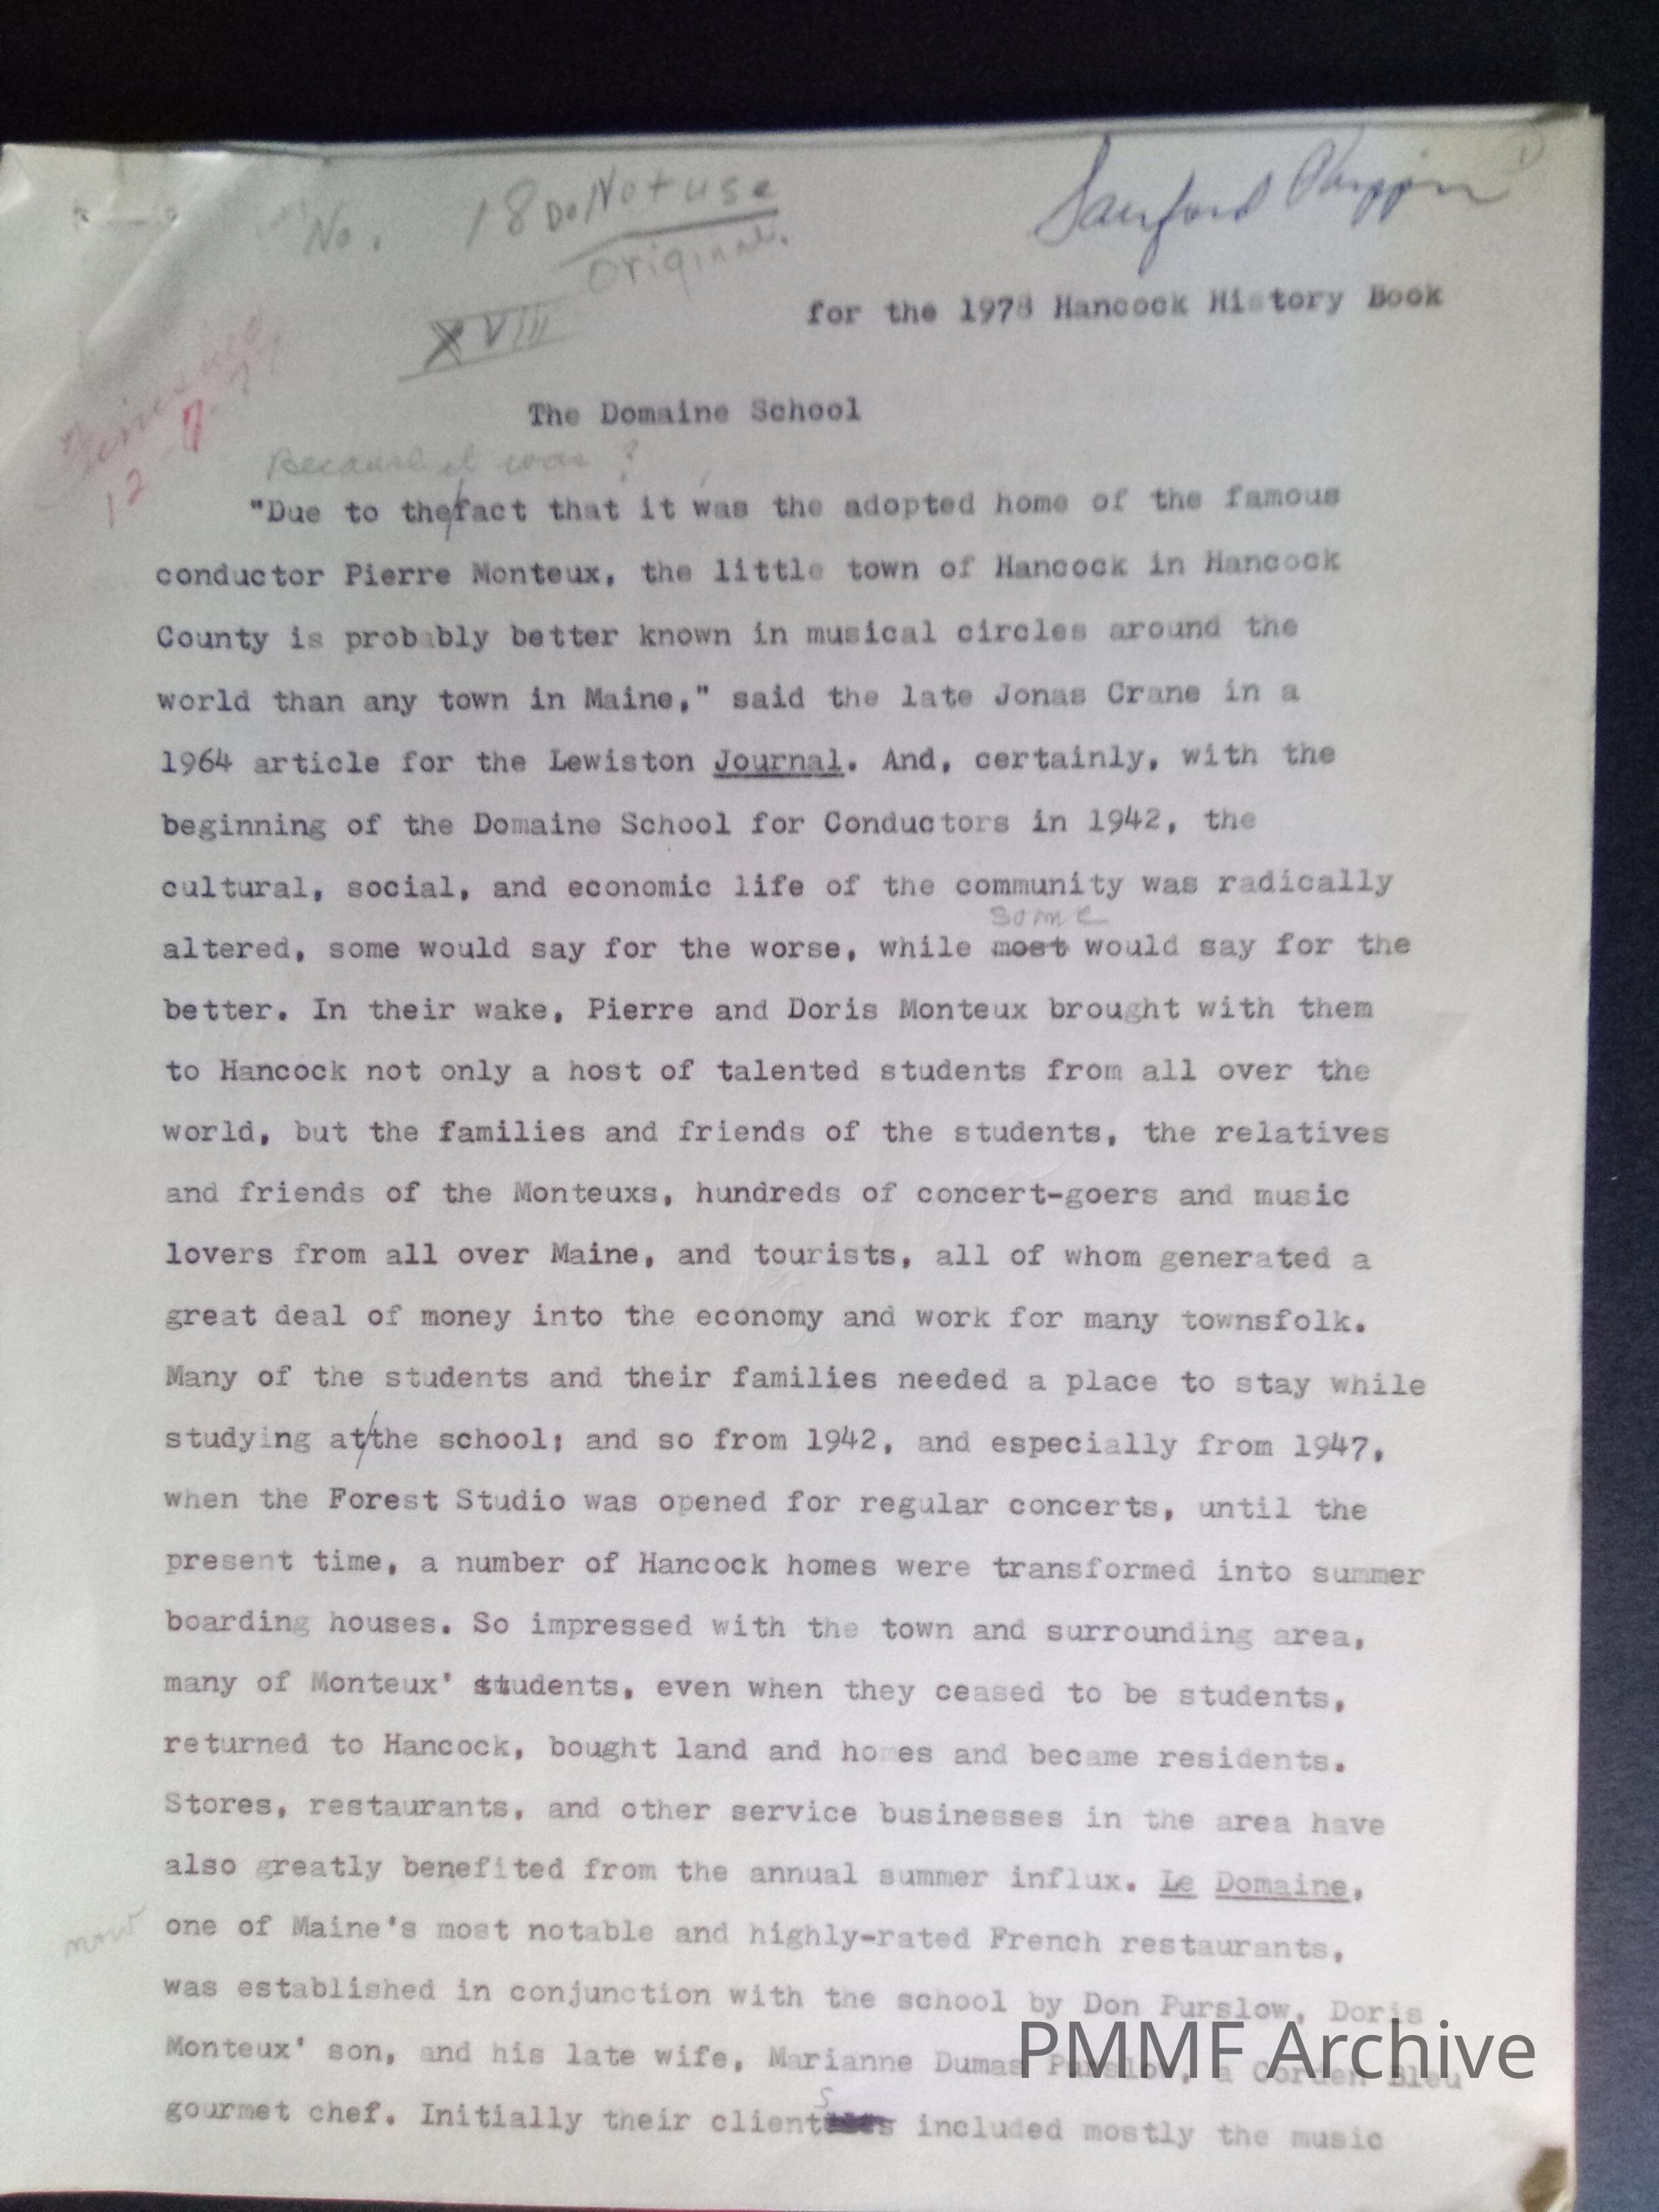 No. 18 Do Not use
original.
Sanford Phippen
for the 1978 Hancock History Book
XVIII
12-7-77
The Domaine School
Because it was ?
"Due to the/fact that it was the adopted home of the famous
conductor Pierre Monteux, the little town of Hancock in Hancock
County is probably better known in musical circles around the
world than any town in Maine," said the late Jonas Crane in a
1964 article for the Lewiston Journal. And, certainly, with the
beginning of the Domaine School for Conductors in 1942, the
cultural, social, and economic life of the community was radically
some
altered, some would say for the worse, while most would say for the
better. In their wake, Pierre and Doris Monteux brought with them
to Hancock not only a host of talented students from all over the
world, but the families and friends of the students, the relatives
and friends of the Monteuxs, hundreds of concert-goers and music
lovers from all over Maine, and tourists, all of whom generated a
great deal of money into the economy and work for many townsfolk.
Many of the students and their families needed a place to stay while
studying at/the school; and so from 1942, and especially from 1947,
when the Forest Studio was opened for regular concerts, until the
present time, a number of Hancock homes were transformed into summer
boarding houses. So impressed with the town and surrounding area,
many of Monteux' students, even when they ceased to be students,
returned to Hancock, bought land and homes and became residents.
Stores, restaurants, and other service businesses in the area have
also greatly benefited from the annual summer influx. Le Domaine,
now
one of Maine's most notable and highly-rated French restaurants,
was established in conjunction with the school by Don Purslow, Doris
Monteux' son, and his late wife, Marianne Dumas Purslow, a Corden Bleu
PMMF Archive
s
gourmet chef. Initially their client included mostly the music